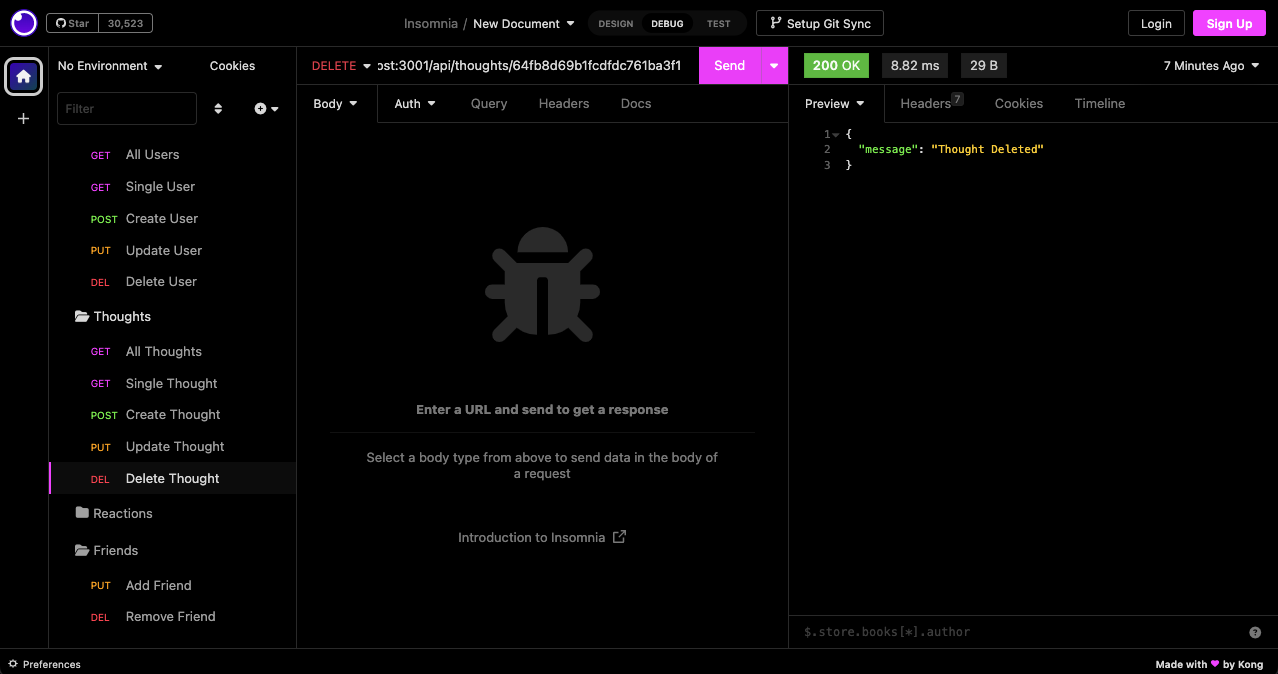 Star 30,523
Insomnia / New Document
DESIGN DEBUG TEST
Setup Git Sync
Login
Sign Up
No Environment
Cookies
DELETE ost:3001/api/thoughts/64fb8d69b1fcdfdc761ba3f1
Send
200 OK
8.82 ms
29 B
7 Minutes Ago
Filter
Body
Auth
Query
Headers
Docs
Preview
Headers 7
Cookies
Timeline
GET All Users
GET Single User
POST Create User
PUT Update User
DEL Delete User
Thoughts
GET All Thoughts
GET Single Thought
POST Create Thought
PUT Update Thought
DEL Delete Thought
Reactions
Friends
PUT Add Friend
DEL Remove Friend
Enter a URL and send to get a response
Select a body type from above to send data in the body of
a request
Introduction to Insomnia
1 {
2 "message": "Thought Deleted"
3 }
$.store.books[*].author
?
Preferences
Made with ♥ by Kong